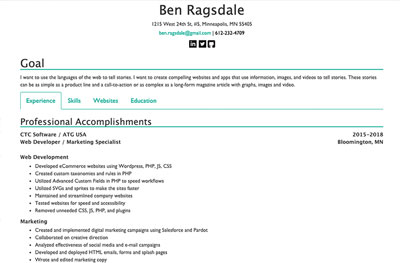 Ben Ragsdale
1215 West 24th St, #5, Minneapolis, MN 55405
ben.ragsdale@gmail.com | 612-232-4709
Goal
I want to use the languages of the web to tell stories. I want to create compelling websites and apps that use information, images, and videos to tell stories. These stories
can be as simple as a product line and a call-to-action or as complex as a long-form magazine article with graphs, images and video.
Experience Skills Websites Education
Professional Accomplishments
CTC Software / ATG USA 2015-2018
Web Developer / Marketing Specialist Bloomington, MN
Web Development
• Developed eCommerce websites using Wordpress, PHP, JS, CSS
• Created custom taxonomies and rules in PHP
• Utilized Advanced Custom Fields in PHP to speed workflows
• Utilized SVGs and sprites to make the sites faster
• Maintained and streamlined company websites
• Tested websites for speed and accessibility
• Removed unneeded CSS, JS, PHP, and plugins
Marketing
• Created and implemented digital marketing campaigns using Salesforce and Pardot
• Collaborated on creative direction
• Analyzed effectiveness of social media and e-mail campaigns
• Developed and deployed HTML emails, forms and splash pages
• Wrote and edited marketing copy